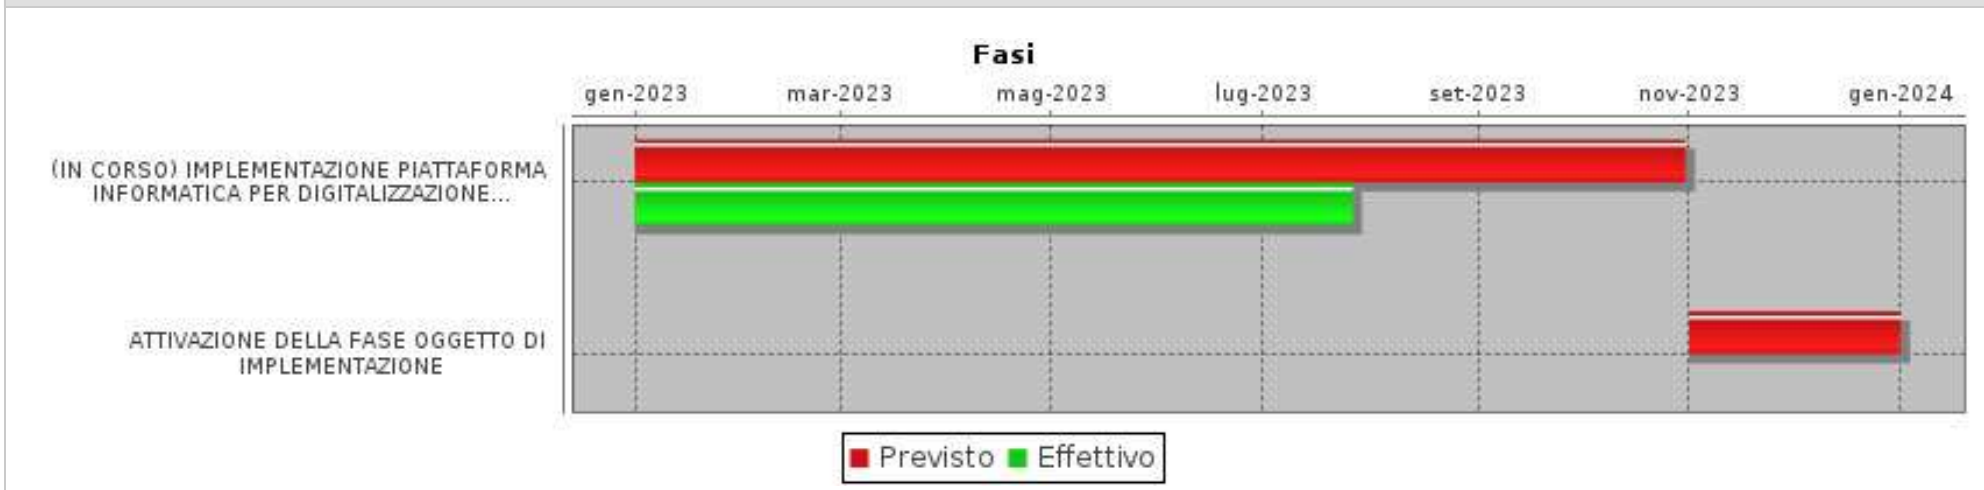 Fasi
gen-2023 mar-2023 mag-2023 lug-2023 set-2023 nov-2023 gen-2024
(IN CORSO) IMPLEMENTAZIONE PIATTAFORMA
INFORMATICA PER DIGITALIZZAZIONE...
ATTIVAZIONE DELLA FASE OGGETTO DI
IMPLEMENTAZIONE
Previsto Effettivo